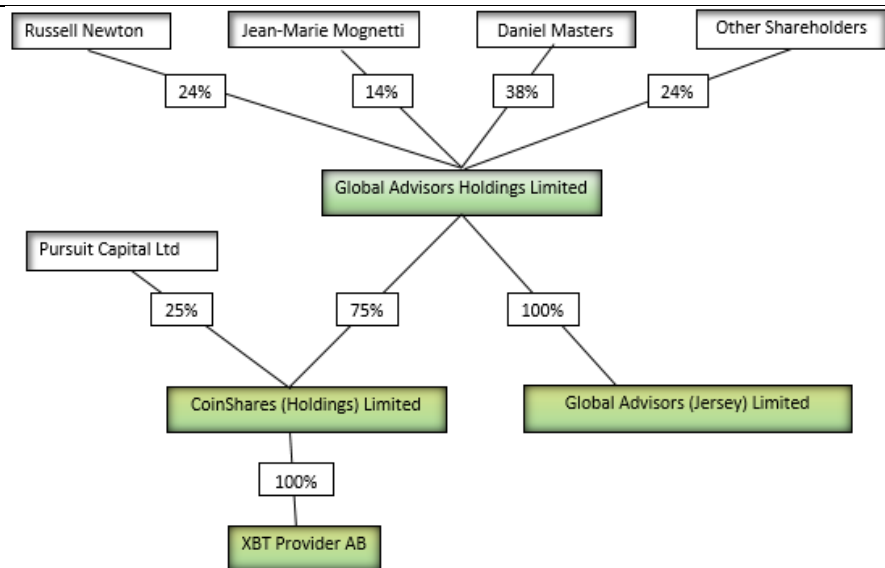 Russell Newton
Jean-Marie Mognetti
Daniel Masters
Other Shareholders
24%
14%
38%
24%
Global Advisors Holdings Limited
Pursuit Capital Ltd
25%
75%
100%
CoinShares (Holdings) Limited
Global Advisors (Jersey) Limited
100%
XBT Provider AB